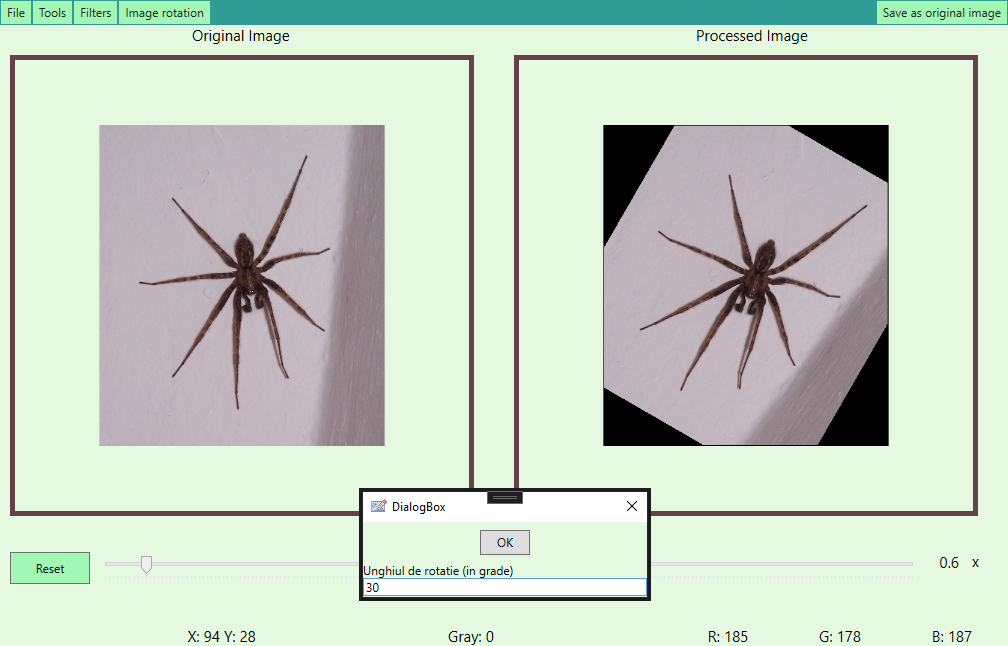 File Tools Filters Image rotation Save as original image
Original Image Processed Image
DialogBox
OK
Unghiul de rotatie (in grade)
30
Reset 0.6 x
X: 94 Y: 28 Gray: 0 R: 185 G: 178 B: 187